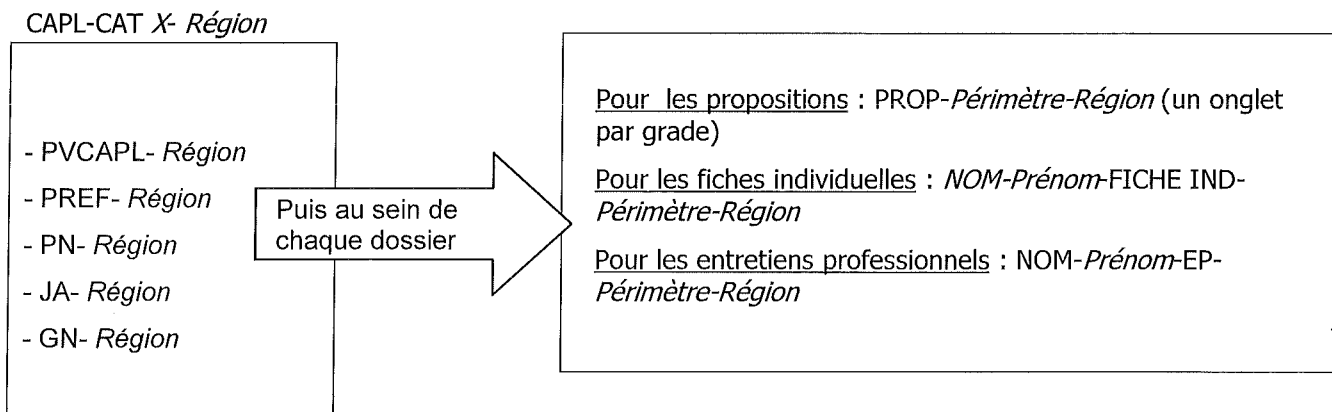 CAPL-CAT X- Région
- PVCAPL- Région
- PREF- Région
- PN- Région
- JA- Région
- GN- Région
Puis au sein de
chaque dossier
Pour les propositions : PROP-Périmètre-Région (un onglet
par grade)
Pour les fiches individuelles : NOM-Prénom-FICHE IND-
Périmètre-Région
Pour les entretiens professionnels : NOM-Prénom-EP-
Périmètre-Région